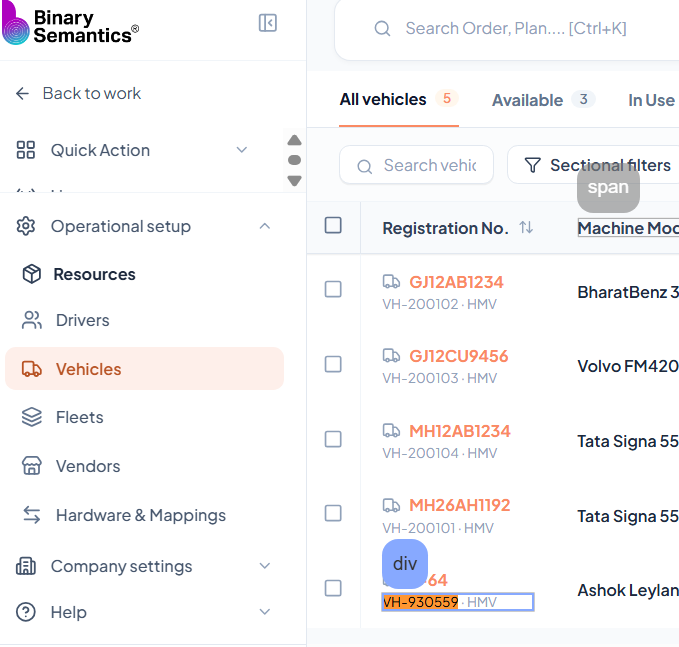 Binary
Semantics®
Search Order, Plan.... [Ctrl+K]
Back to work
Quick Action
Operational setup
Resources
Drivers
Vehicles
Fleets
Vendors
Hardware & Mappings
Company settings
Help
All vehicles 5
Available 3
In Use
Search vehic
Sectional filters
span
Registration No.
Machine Mod
GJ12AB1234
VH-200102 · HMV
BharatBenz 3
GJ12CU9456
VH-200103 · HMV
Volvo FM420
MH12AB1234
VH-200104 · HMV
Tata Signa 55
MH26AH1192
VH-200101 · HMV
Tata Signa 55
div
-64
VH-930559 · HMV
Ashok Leylan